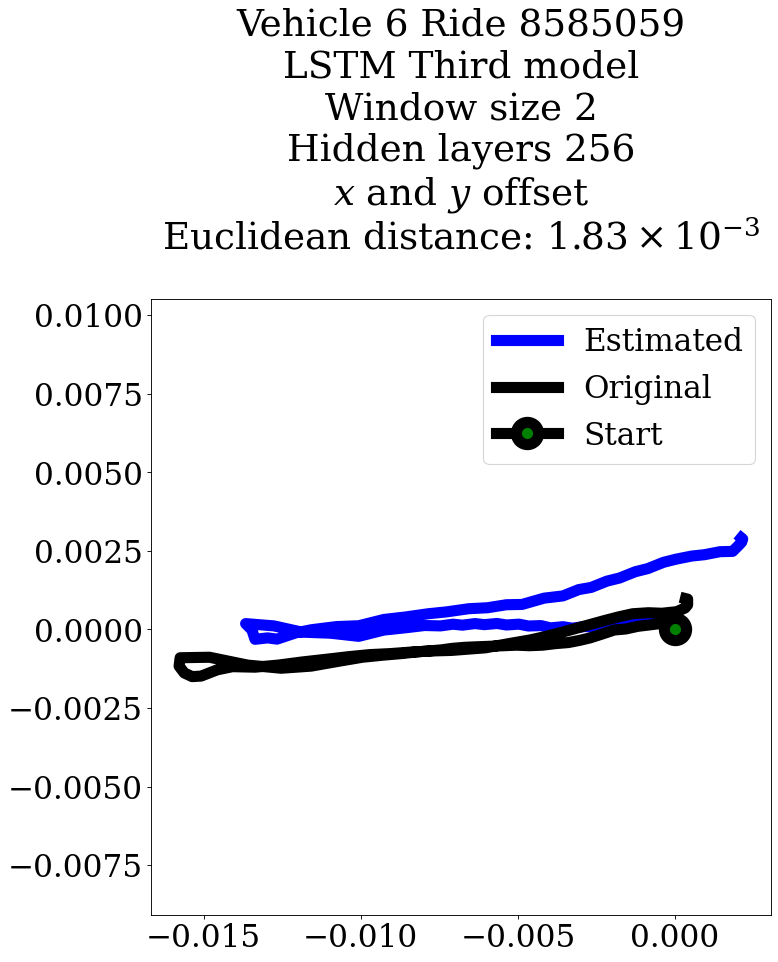 Vehicle 6 Ride 8585059
LSTM Third model
Window size 2
Hidden layers 256
x and y offset
Euclidean distance: 1.83 × 10⁻³
Estimated
Original
Start
0.0100
0.0075
0.0050
0.0025
0.0000
−0.0025
−0.0050
−0.0075
−0.015 −0.010 −0.005 0.000